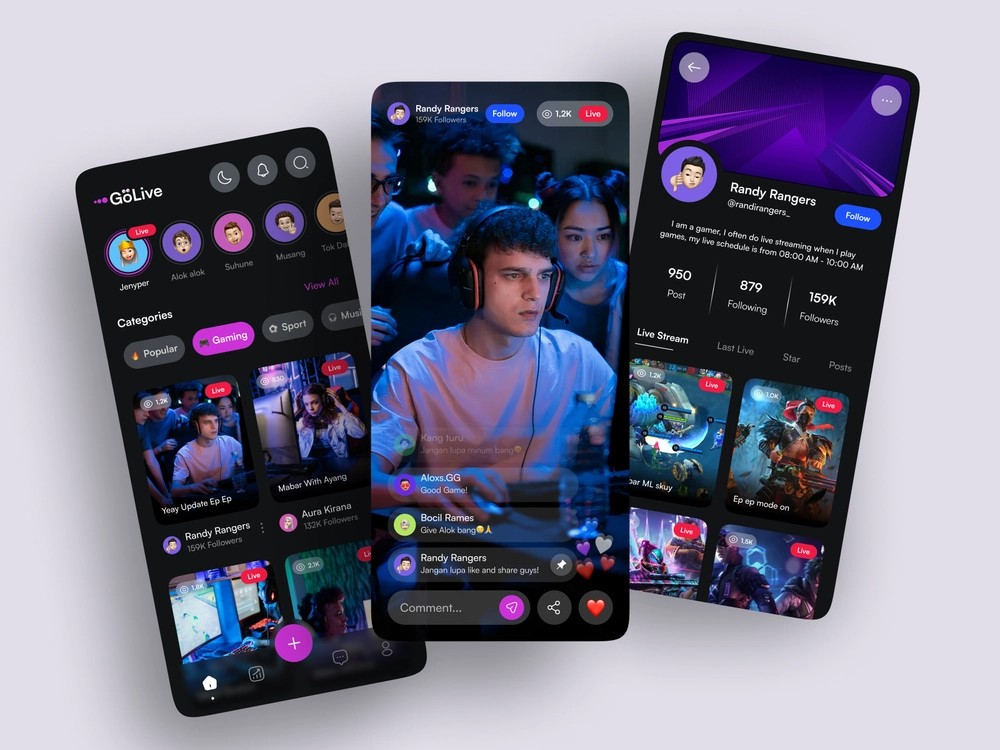 GoLive
Live
Jenyper
Alok alok
Suhune
Musang
View All
Categories
Popular
Gaming
Sport
1.2K
Live
Yeay Update Ep Ep
Randy Rangers
159K Followers
Live
Mabar With Ayang
Aura Kirana
132K Followers
1.8K
Live
2.1K
Randy Rangers
159K Followers
Follow
1.2K
Live
Kang turu
Jangan lupa minum bang
Aloxs.GG
Good Game!
Bocil Rames
Give Alok bang
Randy Rangers
Jangan lupa like and share guys!
Comment...
Randy Rangers
@randirangers_
Follow
I am a gamer, I often do live streaming when I play
games, my live schedule is from 08:00 AM - 10:00 AM
950
Post
879
Following
159K
Followers
Live Stream
Last Live
Star
Posts
1.2K
Live
ML skuy
1.0K
Live
Ep ep mode on
Live
1.5K
Live